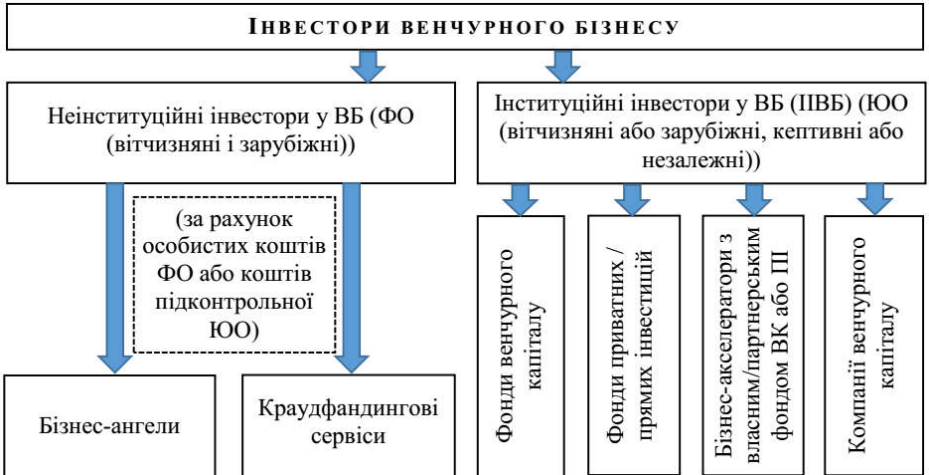 ІНВЕСТОРИ ВЕНЧУРНОГО БІЗНЕСУ
Неінституційні інвестори у ВБ (ФО
(вітчизняні і зарубіжні))
Інституційні інвестори у ВБ (ІІВБ) (ЮО
(вітчизняні або зарубіжні, кептивні або
незалежні))
(за рахунок
особистих коштів
ФО або коштів
підконтрольної
ЮО)
Бізнес-ангели
Краудфандингові
сервіси
Фонди венчурного
капіталу
Фонди приватних /
прямих інвестицій
Бізнес-акселератори з
власним/партнерським
фондом ВК або ПІ
Компанії венчурного
капіталу